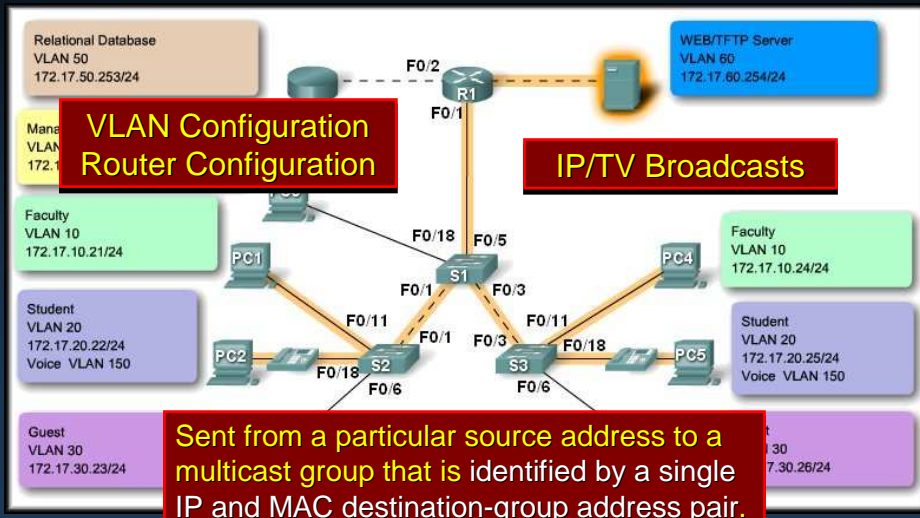 Relational Database
VLAN 50
172.17.50.253/24
F0/2
R1
F0/1
WEB/TFTP Server
VLAN 60
172.17.60.254/24
VLAN
VLAN Configuration
Router Configuration
IP/TV Broadcasts
Faculty
VLAN 10
172.17.10.21/24
F0/18
F0/5
S1
F0/1
F0/3
PC1
PC4
Faculty
VLAN 10
172.17.10.24/24
Student
VLAN 20
172.17.20.22/24
Voice VLAN 150
F0/11
F0/1
PC2
F0/18
S2
F0/6
F0/11
F0/3
F0/18
S3
F0/6
PC5
Student
VLAN 20
172.17.20.25/24
Voice VLAN 150
Guest
VLAN 30
172.17.30.23/24
t
30
7.30.26/24
Sent from a particular source address to a
multicast group that is identified by a single
IP and MAC destination-group address pair.